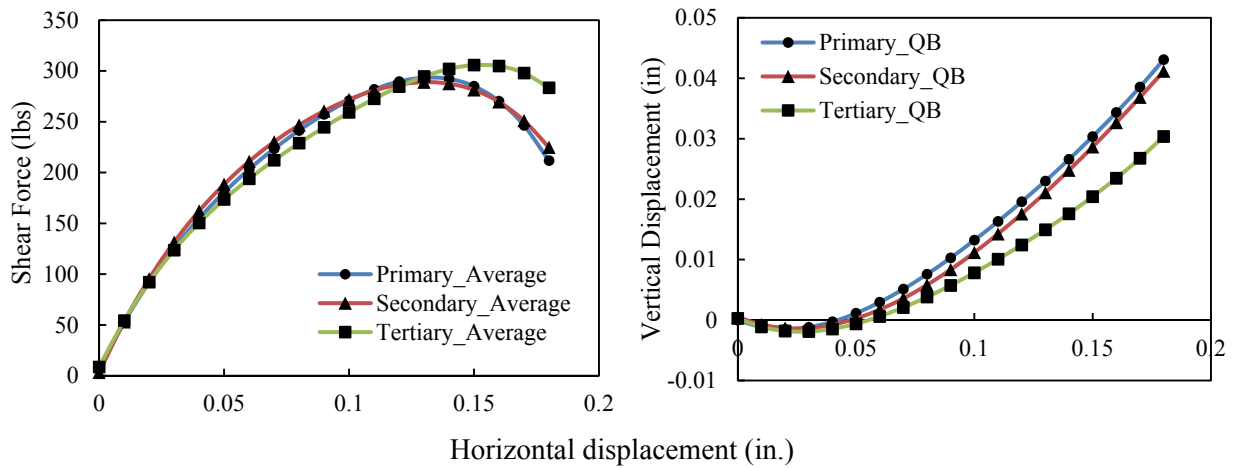 350
300
250
200
150
100
50
0
Shear Force (lbs)
Primary_Average
Secondary_Average
Tertiary_Average
0
0.05
0.1
0.15
0.2
0.05
0.04
0.03
0.02
0.01
0
-0.01
Vertical Displacement (in)
Primary_QB
Secondary_QB
Tertiary_QB
0
0.05
0.1
0.15
0.2
Horizontal displacement (in.)